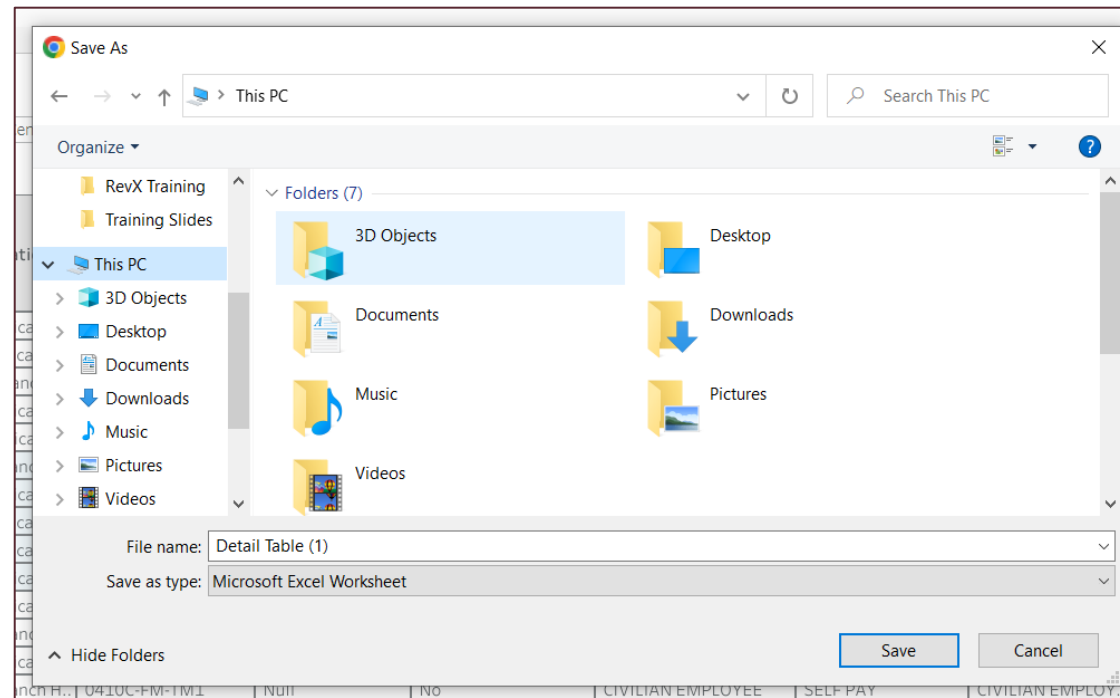 Save As
This PC
Search This PC
Organize
RevX Training
Training Slides
This PC
3D Objects
Desktop
Documents
Downloads
Music
Pictures
Videos
Folders (7)
3D Objects
Desktop
Documents
Downloads
Music
Pictures
Videos
File name: Detail Table (1)
Save as type: Microsoft Excel Worksheet
Hide Folders
Save
Cancel
0410C-FM-TM1 Null No CIVILIAN EMPLOYEE SELF PAY